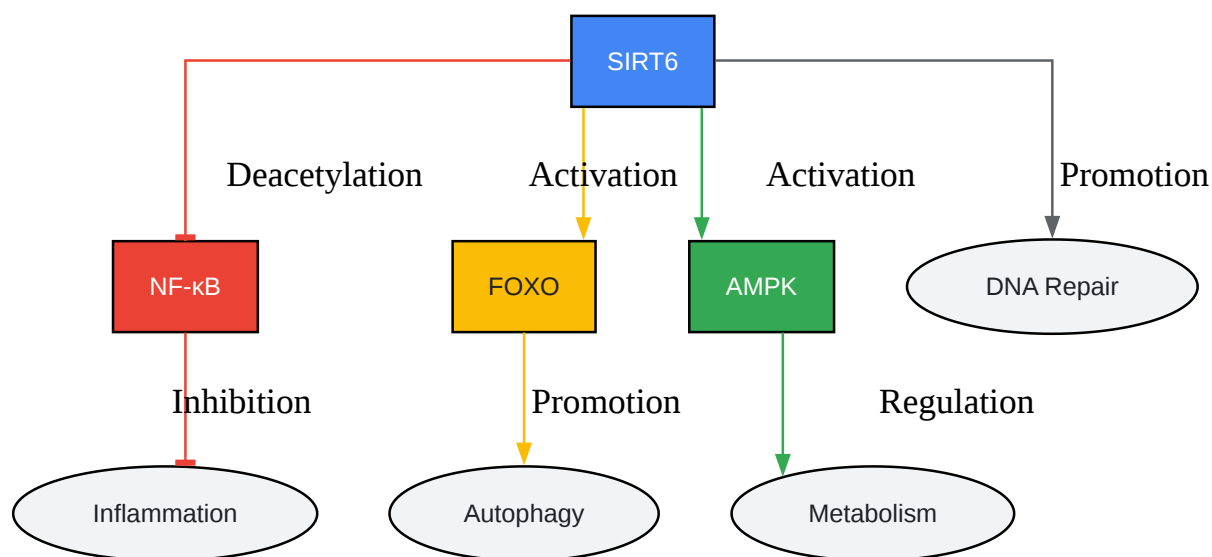 SIRT6
Deacetylation
Activation
Activation
Promotion
NF-κB
FOXO
AMPK
DNA Repair
Inhibition
Promotion
Regulation
Inflammation
Autophagy
Metabolism